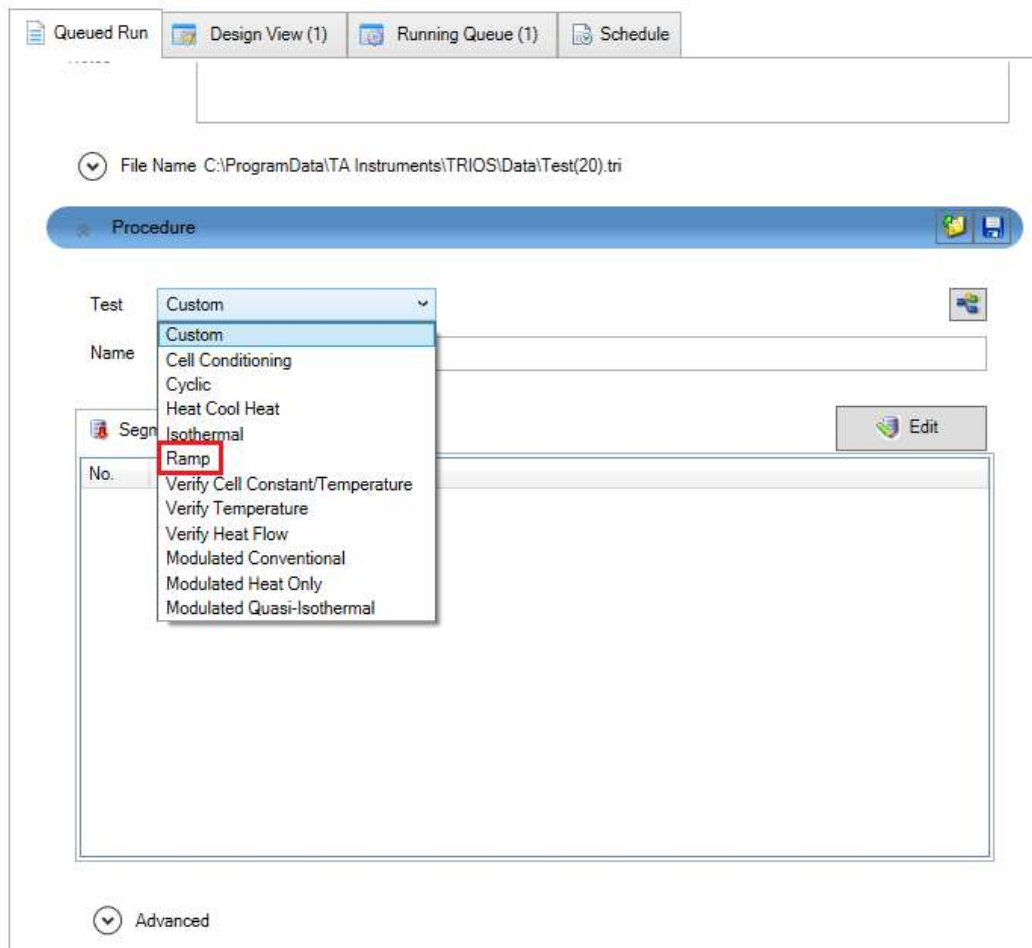 Queued Run Design View (1) Running Queue (1) Schedule
File Name C:\ProgramData\TA Instruments\TRIOS\Data\Test(20).tri
Procedure
Test Custom
Custom
Name
Cell Conditioning
Cyclic
Heat Cool Heat
Segm
Isothermal
Edit
Ramp
No.
Verify Cell Constant/Temperature
Verify Temperature
Verify Heat Flow
Modulated Conventional
Modulated Heat Only
Modulated Quasi-Isothermal
Advanced